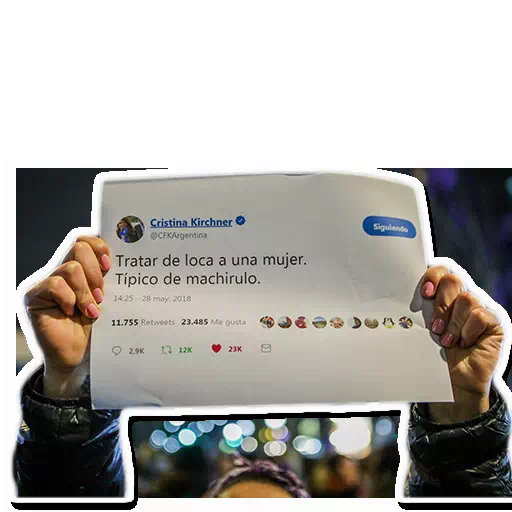 Cristina Kirchner
@CFKArgentina
Siguiendo
Tratar de loca a una mujer.
Típico de machirulo.
14:25 - 28 may. 2018
11.755 Retweets 23.485 Me gusta
2,9K 12K 23K